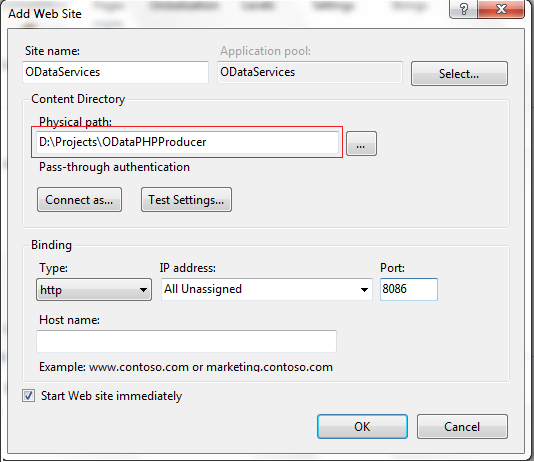 Add Web Site
?
Site name:
Application pool:
ODataServices
ODataServices
Select...
Content Directory
Physical path:
D:\Projects\ODataPHPProducer
...
Pass-through authentication
Connect as...
Test Settings...
Binding
Type:
IP address:
Port:
http
All Unassigned
8086
Host name:
Example: www.contoso.com or marketing.contoso.com
Start Web site immediately
OK
Cancel